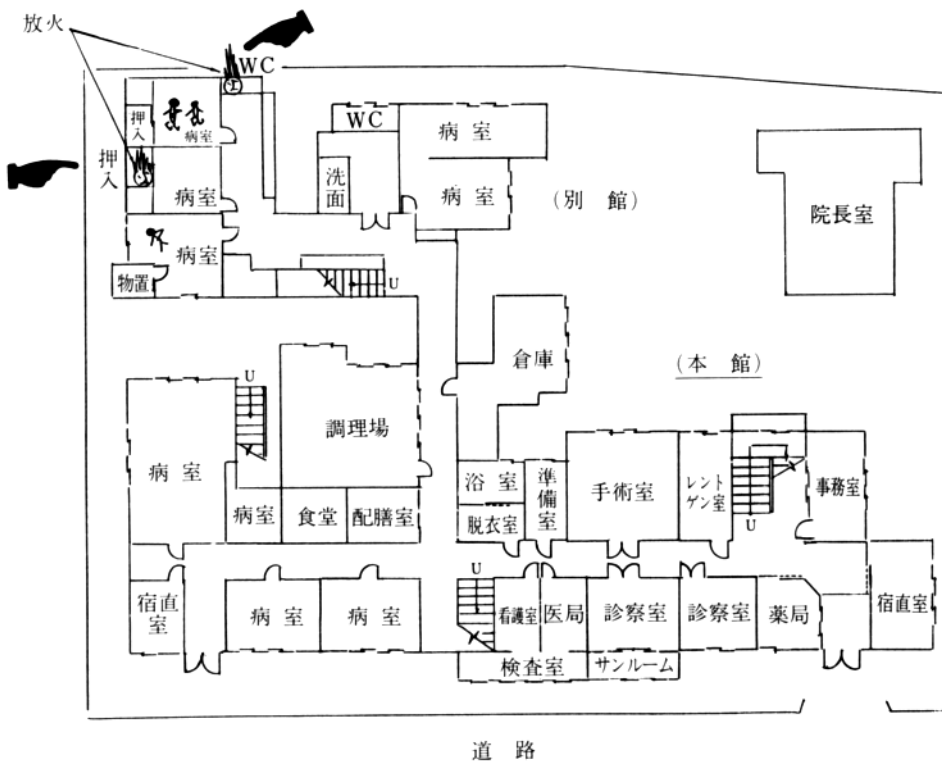 放火
WC
押入
病室
押入
病室
病室
物置
WC
洗面
病 室
病 室
(別 館)
院長室
U
倉庫
(本 館)
U
調理場
病 室
病室
食堂
配膳室
浴 室
脱衣室
準備室
手術室
レントゲン室
U
事務室
宿直室
病 室
病 室
U
看護室
医局
診察室
診察室
薬局
宿直室
検査室
サンルーム
道 路